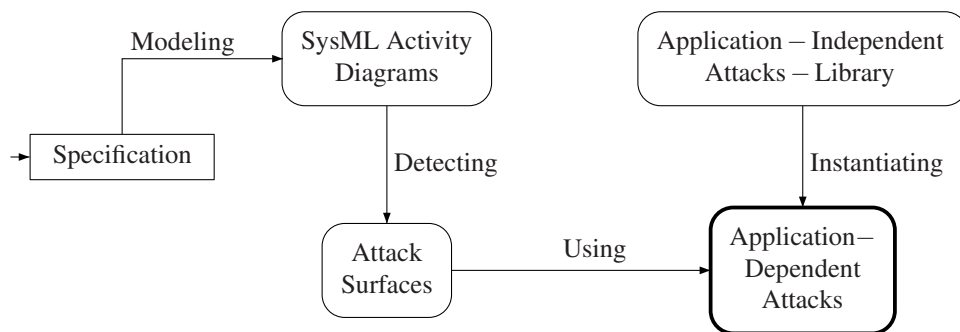 Modeling
SysML Activity
Diagrams
Application – Independent
Attacks – Library
Specification
Detecting
Instantiating
Attack
Surfaces
Using
Application–
Dependent
Attacks